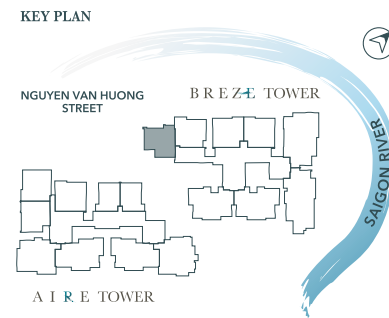 KEY PLAN
NGUYEN VAN HUONG
STREET
BREZE TOWER
SAIGON RIVER
AIRE TOWER